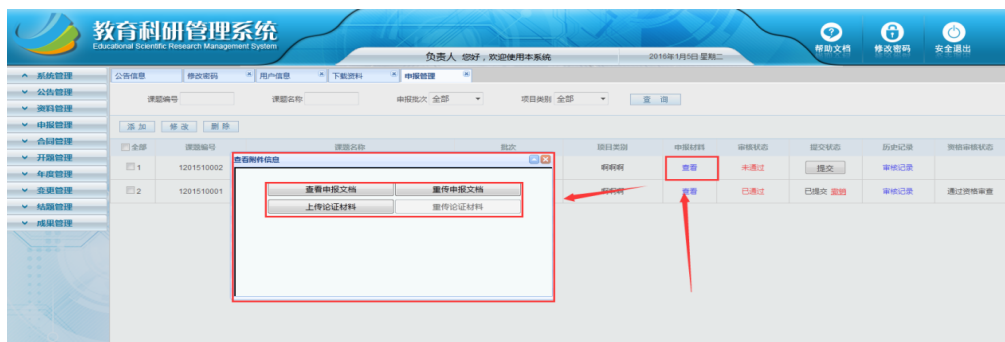 教育科研管理系统
Educational Scientific Research Management System
负责人 您好，欢迎使用本系统 2016年1月5日 星期二 帮助文档 修改密码 安全退出
系统管理 公告信息 修改密码 用户信息 下载资料 申报管理
公告管理
资料管理 课题编号 课题名称 申报批次 全部 项目类别 全部 查 询
申报管理 添 加 修 改 删 除
合同管理 全部 课题编号 课题名称 批次 项目类别 申报材料 审核状态 提交状态 历史记录 资格审核状态
开题管理 查看附件信息
年度管理 1 1201510002 啊啊啊 查看 未通过 提交 审核记录
变更管理 2 1201510001 查看申报文档 重传申报文档 啊啊啊 查看 已通过 已提交 撤销 审核记录 通过资格审查
结题管理 上传论证材料 重传论证材料
成果管理